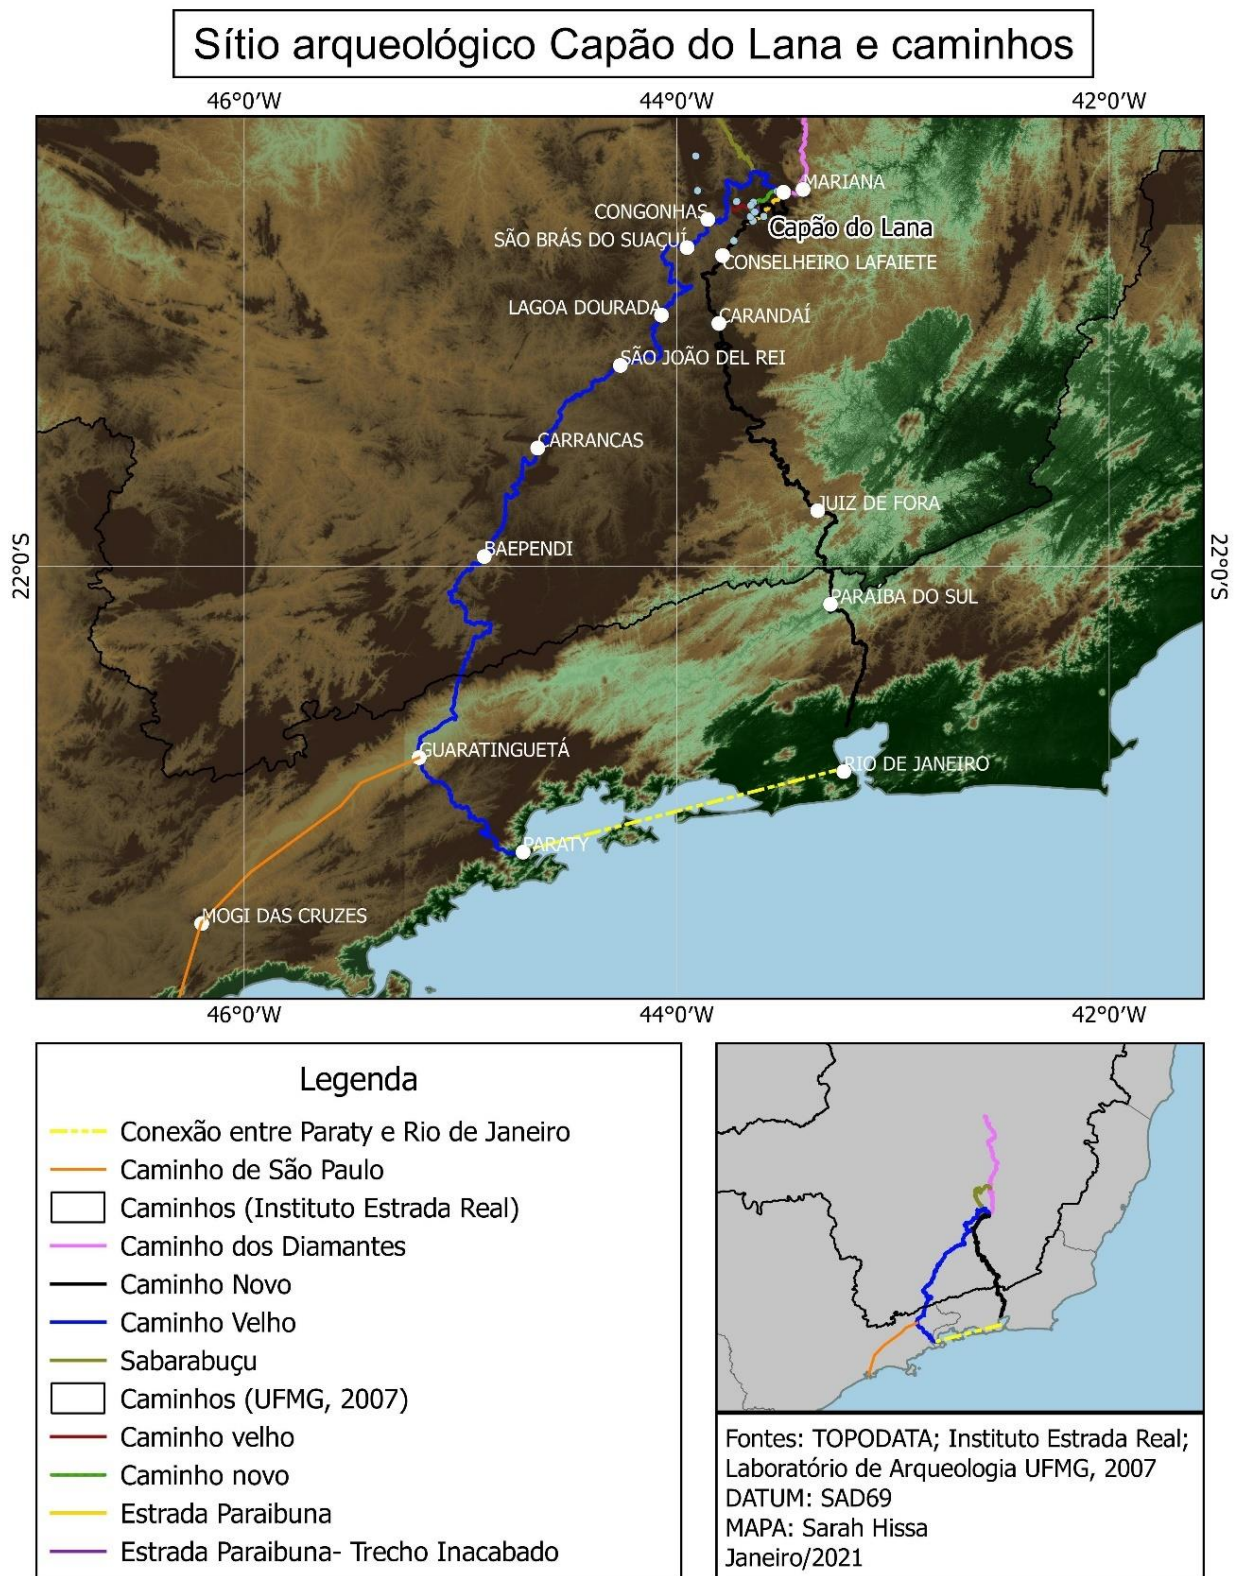 Sítio arqueológico Capão do Lana e caminhos
46°0'W 44°0'W 42°0'W
MARIANA
CONGONHAS
Capão do Lana
SÃO BRÁS DO SUAÇUÍ
CONSELHEIRO LAFAIETE
LAGOA DOURADA
CARANDAÍ
SÃO JOÃO DEL REI
CARRANCAS
JUIZ DE FORA
22°0'S
BAEPENDI
22°0'S
PARAÍBA DO SUL
GUARATINGUETÁ
RIO DE JANEIRO
PARATY
MOGI DAS CRUZES
46°0'W 44°0'W 42°0'W
Legenda
Conexão entre Paraty e Rio de Janeiro
Caminho de São Paulo
Caminhos (Instituto Estrada Real)
Caminho dos Diamantes
Caminho Novo
Caminho Velho
Sabarabuçu
Caminhos (UFMG, 2007)
Caminho velho
Caminho novo
Estrada Paraibuna
Estrada Paraibuna- Trecho Inacabado
Fontes: TOPODATA; Instituto Estrada Real;
Laboratório de Arqueologia UFMG, 2007
DATUM: SAD69
MAPA: Sarah Hissa
Janeiro/2021